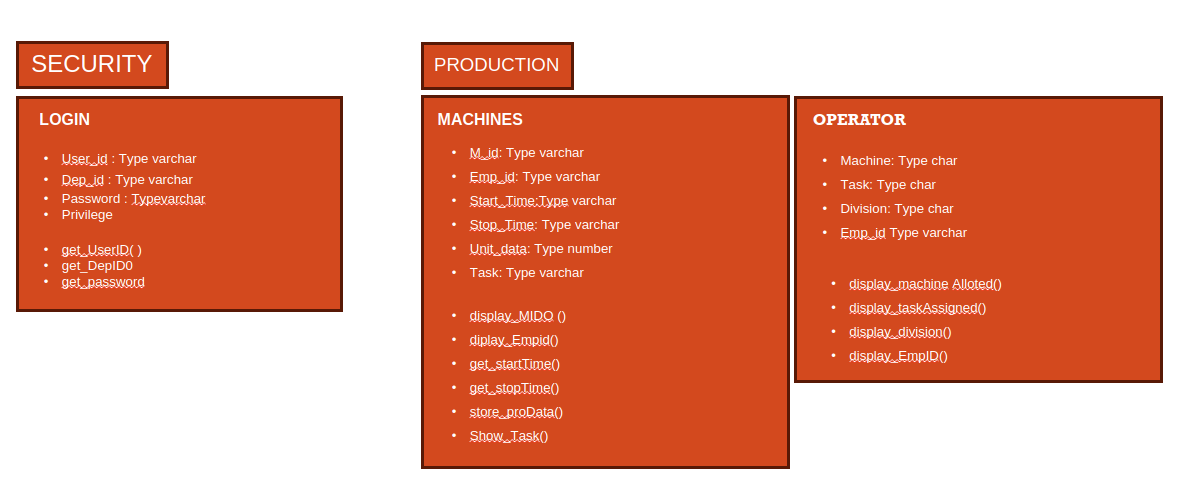 SECURITY
LOGIN
User_id : Type varchar
Dep_id : Type varchar
Password : Typevarchar
Privilege
get_UserID( )
get_DepID0
get_password
PRODUCTION
MACHINES
M_id: Type varchar
Emp_id: Type varchar
Start_Time:Type varchar
Stop_Time: Type varchar
Unit_data: Type number
Task: Type varchar
display_MIDO ()
diplay_Empid()
get_startTime()
get_stopTime()
store_proData()
Show_Task()
OPERATOR
Machine: Type char
Task: Type char
Division: Type char
Emp_id Type varchar
display_machine Alloted()
display_taskAssigned()
display_division()
display_EmpID()